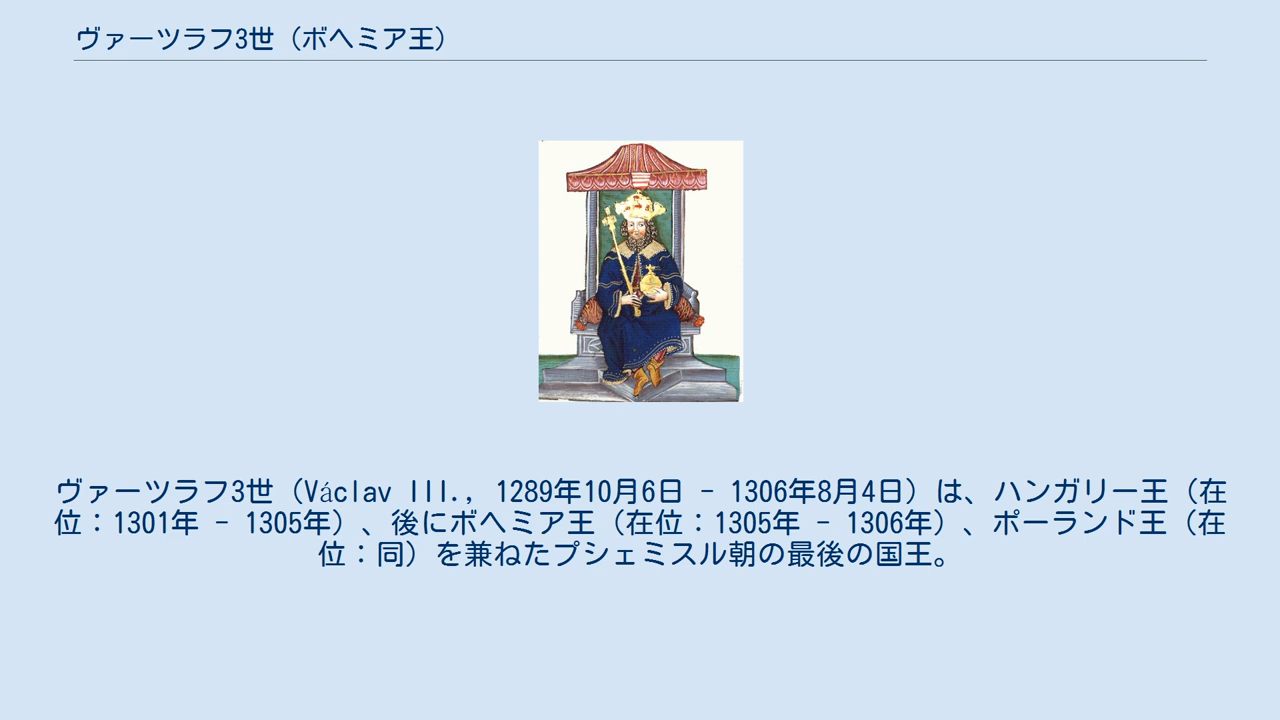 ヴァーツラフ3世（ボヘミア王）
ヴァーツラフ3世（Václav III., 1289年10月6日 - 1306年8月4日）は、ハンガリー王（在
位：1301年 - 1305年）、後にボヘミア王（在位：1305年 - 1306年）、ポーランド王（在
位：同）を兼ねたプシェミスル朝の最後の国王。